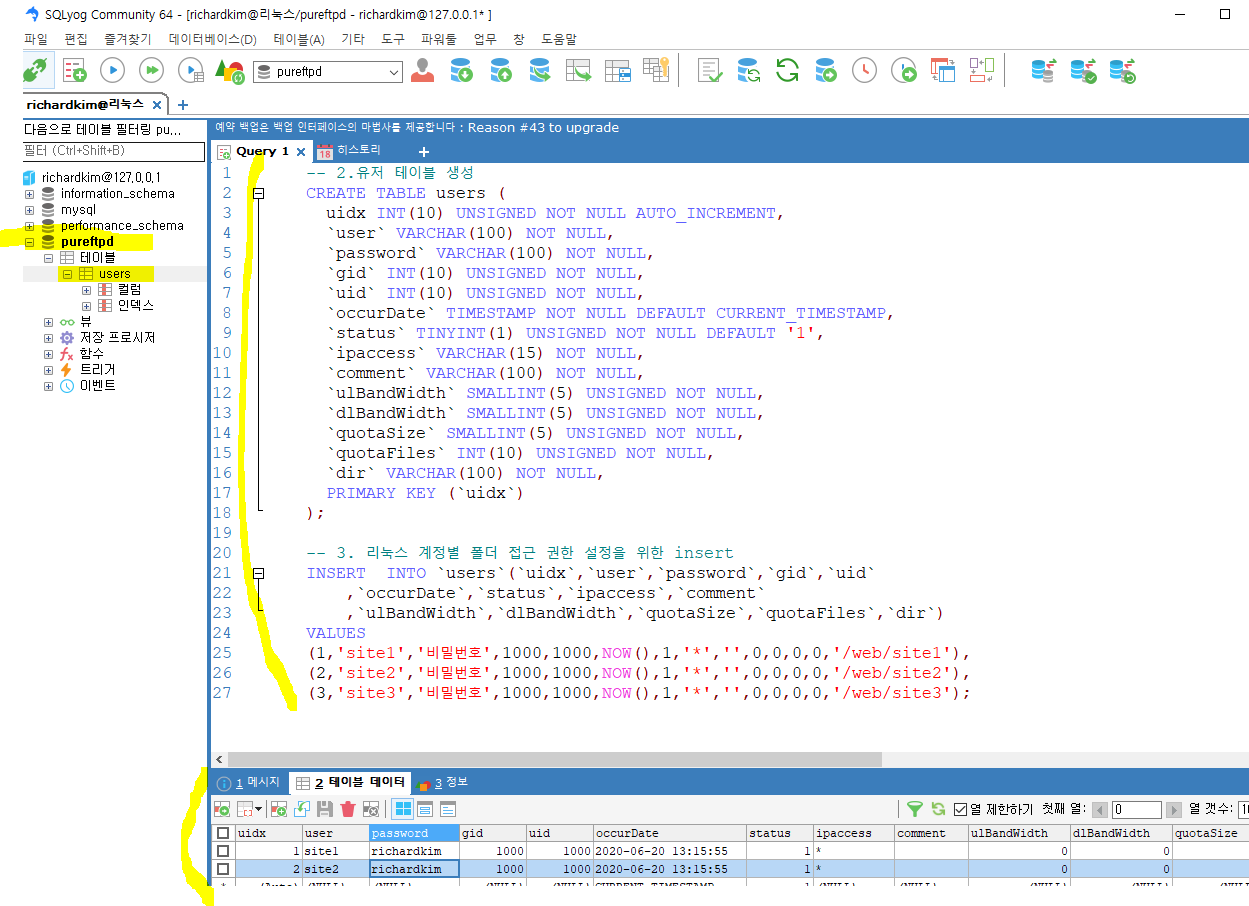 SQLyog Community 64 - [richardkim@리눅스/pureftpd - richardkim@127.0.0.1* ]
파일 편집 즐겨찾기 데이터베이스(D) 테이블(A) 기타 도구 파워툴 업무 창 도움말
pureftpd
richardkim@리눅스
다음으로 테이블 필터링 pu...
필터 (Ctrl+Shift+B)
richardkim@127.0.0.1
information_schema
mysql
performance_schema
pureftpd
테이블
users
컬럼
인덱스
뷰
저장 프로시저
함수
트리거
이벤트
예약 백업은 백업 인터페이스의 마법사를 제공합니다 : Reason #43 to upgrade
Query 1 18 히스토리
1 -- 2.유저 테이블 생성
2 CREATE TABLE users (
3 uidx INT(10) UNSIGNED NOT NULL AUTO_INCREMENT,
4 `user` VARCHAR(100) NOT NULL,
5 `password` VARCHAR(100) NOT NULL,
6 `gid` INT(10) UNSIGNED NOT NULL,
7 `uid` INT(10) UNSIGNED NOT NULL,
8 `occurDate` TIMESTAMP NOT NULL DEFAULT CURRENT_TIMESTAMP,
9 `status` TINYINT(1) UNSIGNED NOT NULL DEFAULT '1',
10 `ipaccess` VARCHAR(15) NOT NULL,
11 `comment` VARCHAR(100) NOT NULL,
12 `ulBandWidth` SMALLINT(5) UNSIGNED NOT NULL,
13 `dlBandWidth` SMALLINT(5) UNSIGNED NOT NULL,
14 `quotaSize` SMALLINT(5) UNSIGNED NOT NULL,
15 `quotaFiles` INT(10) UNSIGNED NOT NULL,
16 `dir` VARCHAR(100) NOT NULL,
17 PRIMARY KEY (`uidx`)
18 );
19
20 -- 3. 리눅스 계정별 폴더 접근 권한 설정을 위한 insert
21 INSERT INTO `users`(`uidx`,`user`,`password`,`gid`,`uid`
22 ,`occurDate`,`status`,`ipaccess`,`comment`
23 ,`ulBandWidth`,`dlBandWidth`,`quotaSize`,`quotaFiles`,`dir`)
24 VALUES
25 (1,'site1','비밀번호',1000,1000,NOW(),1,'*','',0,0,0,0,'/web/site1'),
26 (2,'site2','비밀번호',1000,1000,NOW(),1,'*','',0,0,0,0,'/web/site2'),
27 (3,'site3','비밀번호',1000,1000,NOW(),1,'*','',0,0,0,0,'/web/site3');
1 메시지 2 테이블 데이터 3 정보
열 제한하기 첫째 열: 0 열 갯수:
uidx user password gid uid occurDate status ipaccess comment ulBandWidth dlBandWidth quotaSize
1 site1 richardkim 1000 1000 2020-06-20 13:15:55 1 * 0 0
2 site2 richardkim 1000 1000 2020-06-20 13:15:55 1 * 0 0